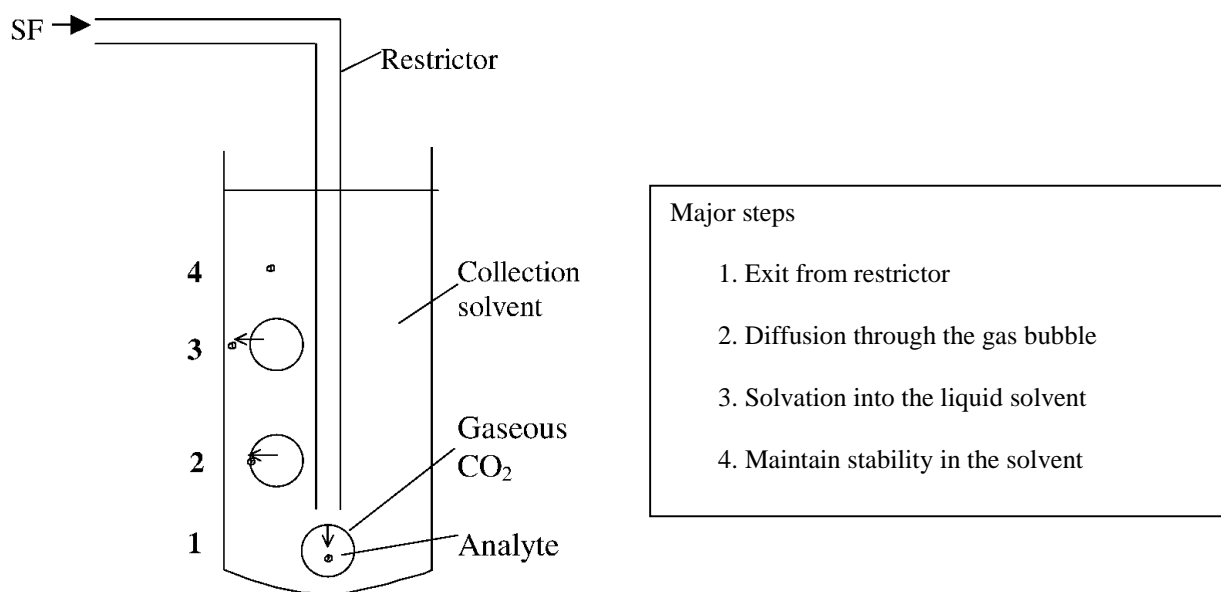 SF
Restrictor
4
Collection
solvent
3
Gaseous
CO₂
2
1
Analyte
Major steps
1. Exit from restrictor
2. Diffusion through the gas bubble
3. Solvation into the liquid solvent
4. Maintain stability in the solvent